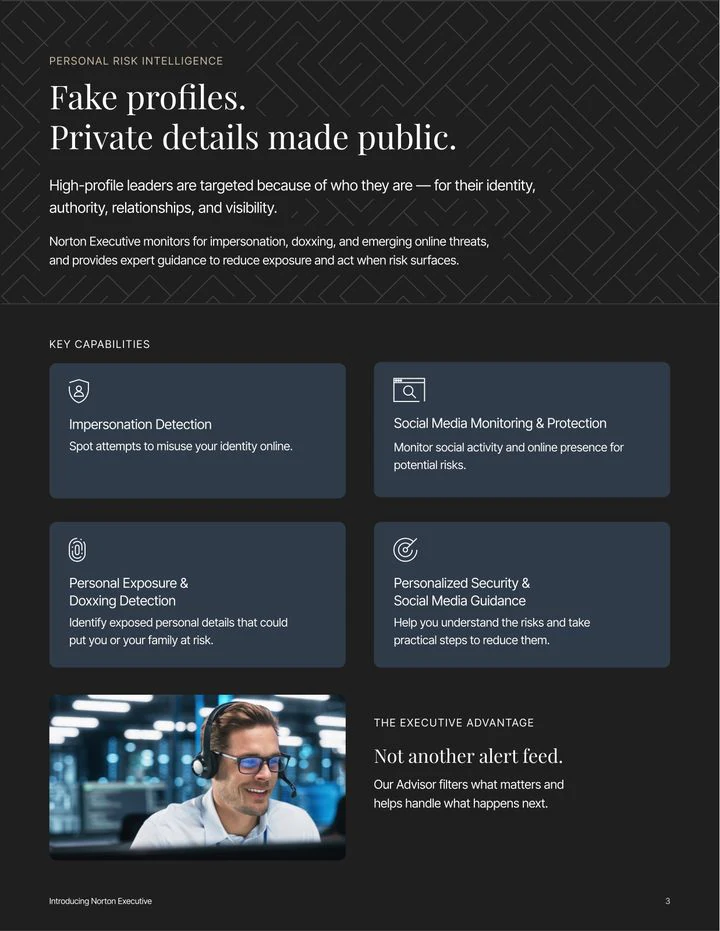 PERSONAL RISK INTELLIGENCE
Fake profiles.
Private details made public.
High-profile leaders are targeted because of who they are — for their identity,
authority, relationships, and visibility.
Norton Executive monitors for impersonation, doxxing, and emerging online threats,
and provides expert guidance to reduce exposure and act when risk surfaces.
KEY CAPABILITIES
Impersonation Detection
Spot attempts to misuse your identity online.
Social Media Monitoring & Protection
Monitor social activity and online presence for
potential risks.
Personal Exposure &
Doxxing Detection
Identify exposed personal details that could
put you or your family at risk.
Personalized Security &
Social Media Guidance
Help you understand the risks and take
practical steps to reduce them.
THE EXECUTIVE ADVANTAGE
Not another alert feed.
Our Advisor filters what matters and
helps handle what happens next.
Introducing Norton Executive
3